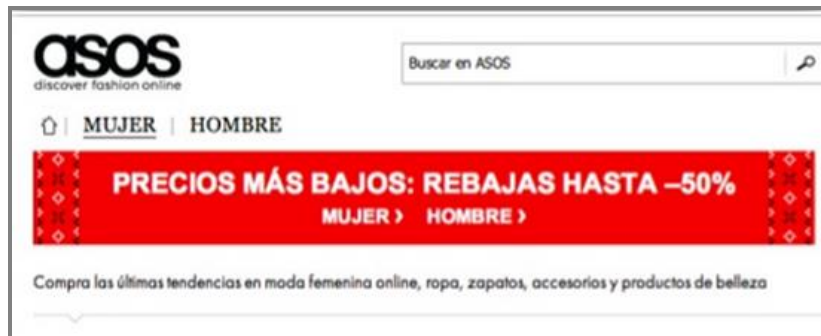 asos
discover fashion online
Buscar en ASOS
MUJER | HOMBRE
PRECIOS MÁS BAJOS: REBAJAS HASTA –50%
MUJER › HOMBRE ›
Compra las últimas tendencias en moda femenina online, ropa, zapatos, accesorios y productos de belleza